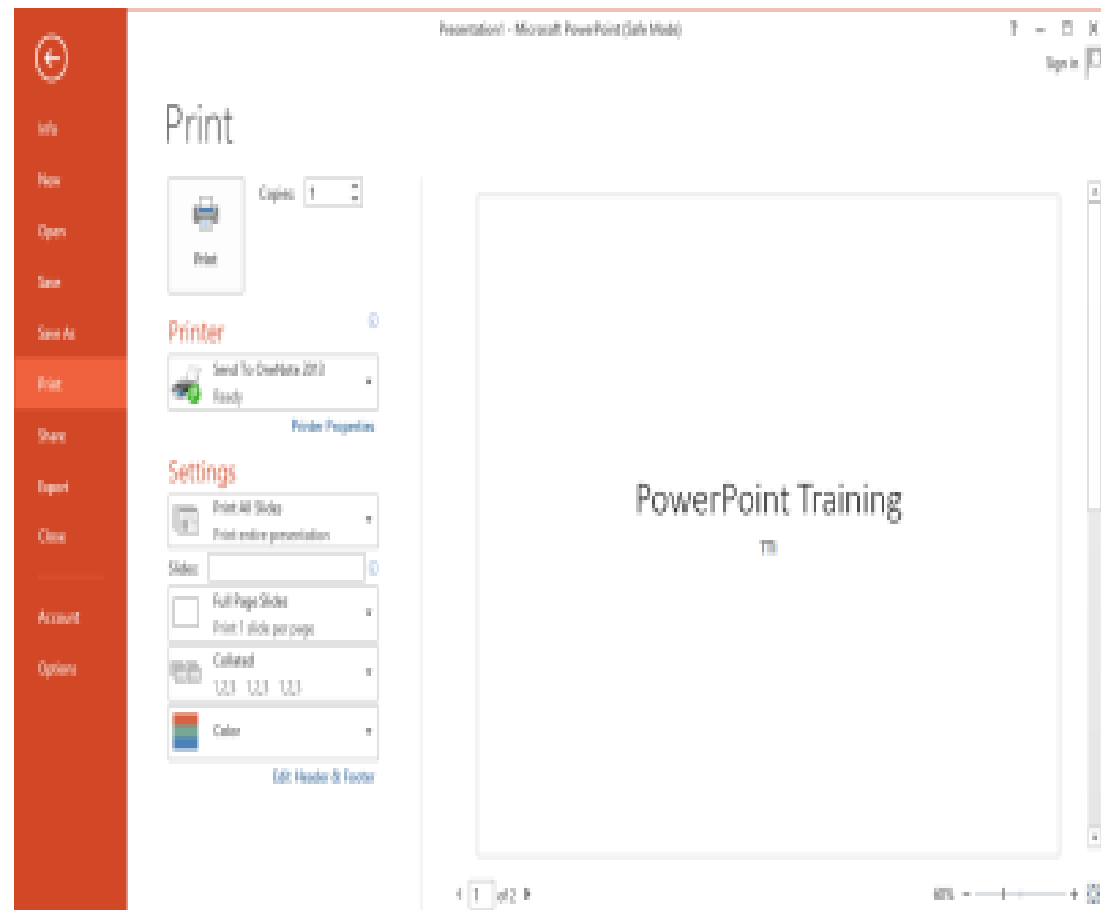 Presentation1 - Microsoft PowerPoint (Safe Mode)
? – X
Sign in
Info
New
Open
Save
Save As
Print
Share
Export
Close
Account
Options
Print
Copies: 1
Print
Printer
Send To OneNote 2013
Ready
Printer Properties
Settings
Print All Slides
Print entire presentation
Slides:
Full Page Slides
Print 1 slide per page
Collated
1,2,3 1,2,3 1,2,3
Color
Edit Header & Footer
PowerPoint Training
1 of 2
60% - +